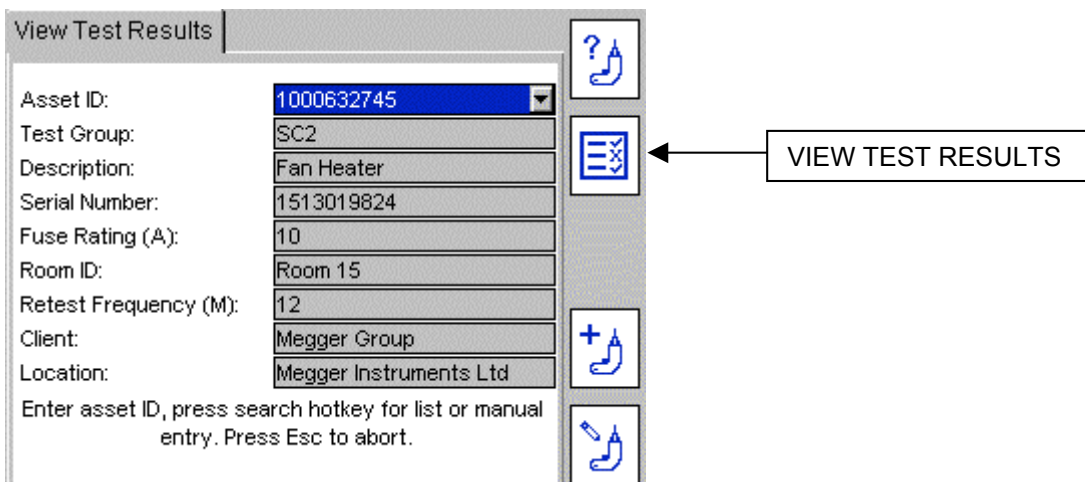 View Test Results
Asset ID: 1000632745
Test Group: SC2
Description: Fan Heater
Serial Number: 1513019824
Fuse Rating (A): 10
Room ID: Room 15
Retest Frequency (M): 12
Client: Megger Group
Location: Megger Instruments Ltd
Enter asset ID, press search hotkey for list or manual
entry. Press Esc to abort.
?
VIEW TEST RESULTS
+